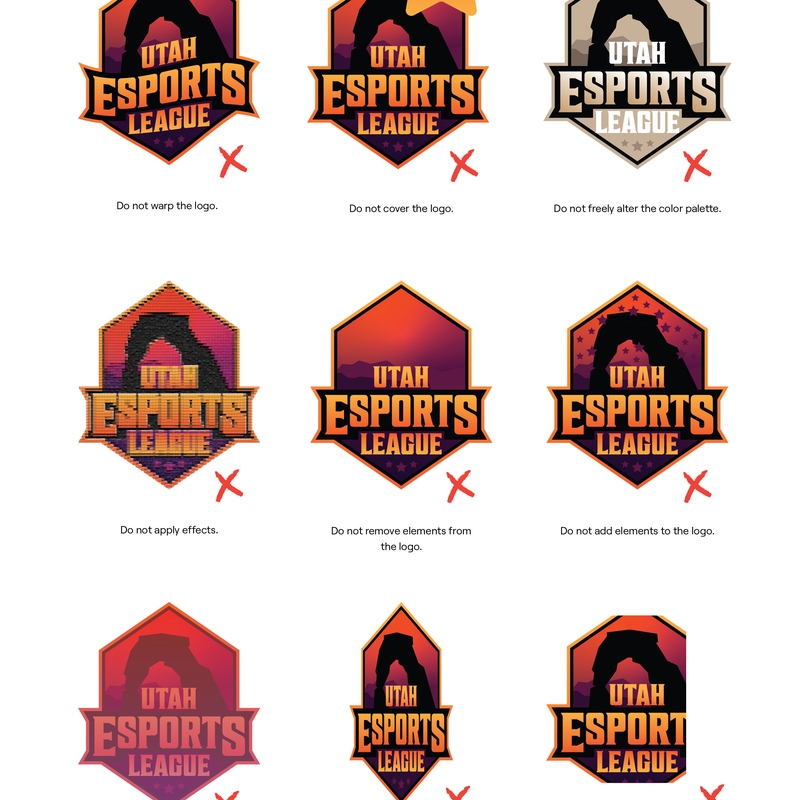 UTAH
ESPORTS
LEAGUE
UTAH
ESPORTS
LEAGUE
UTAH
ESPORTS
LEAGUE
Do not warp the logo.
Do not cover the logo.
Do not freely alter the color palette.
UTAH
ESPORTS
LEAGUE
UTAH
ESPORTS
LEAGUE
UTAH
ESPORTS
LEAGUE
Do not apply effects.
Do not remove elements from
the logo.
Do not add elements to the logo.
UTAH
ESPORTS
LEAGUE
UTAH
ESPORTS
LEAGUE
UTAH
ESPORT
LEAGUE